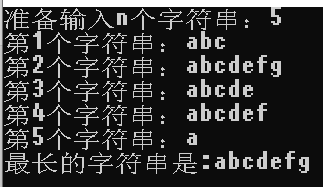 准备输入n个字符串：5
第1个字符串：abc
第2个字符串：abcdefg
第3个字符串：abcde
第4个字符串：abcdef
第5个字符串：a
最长的字符串是:abcdefg